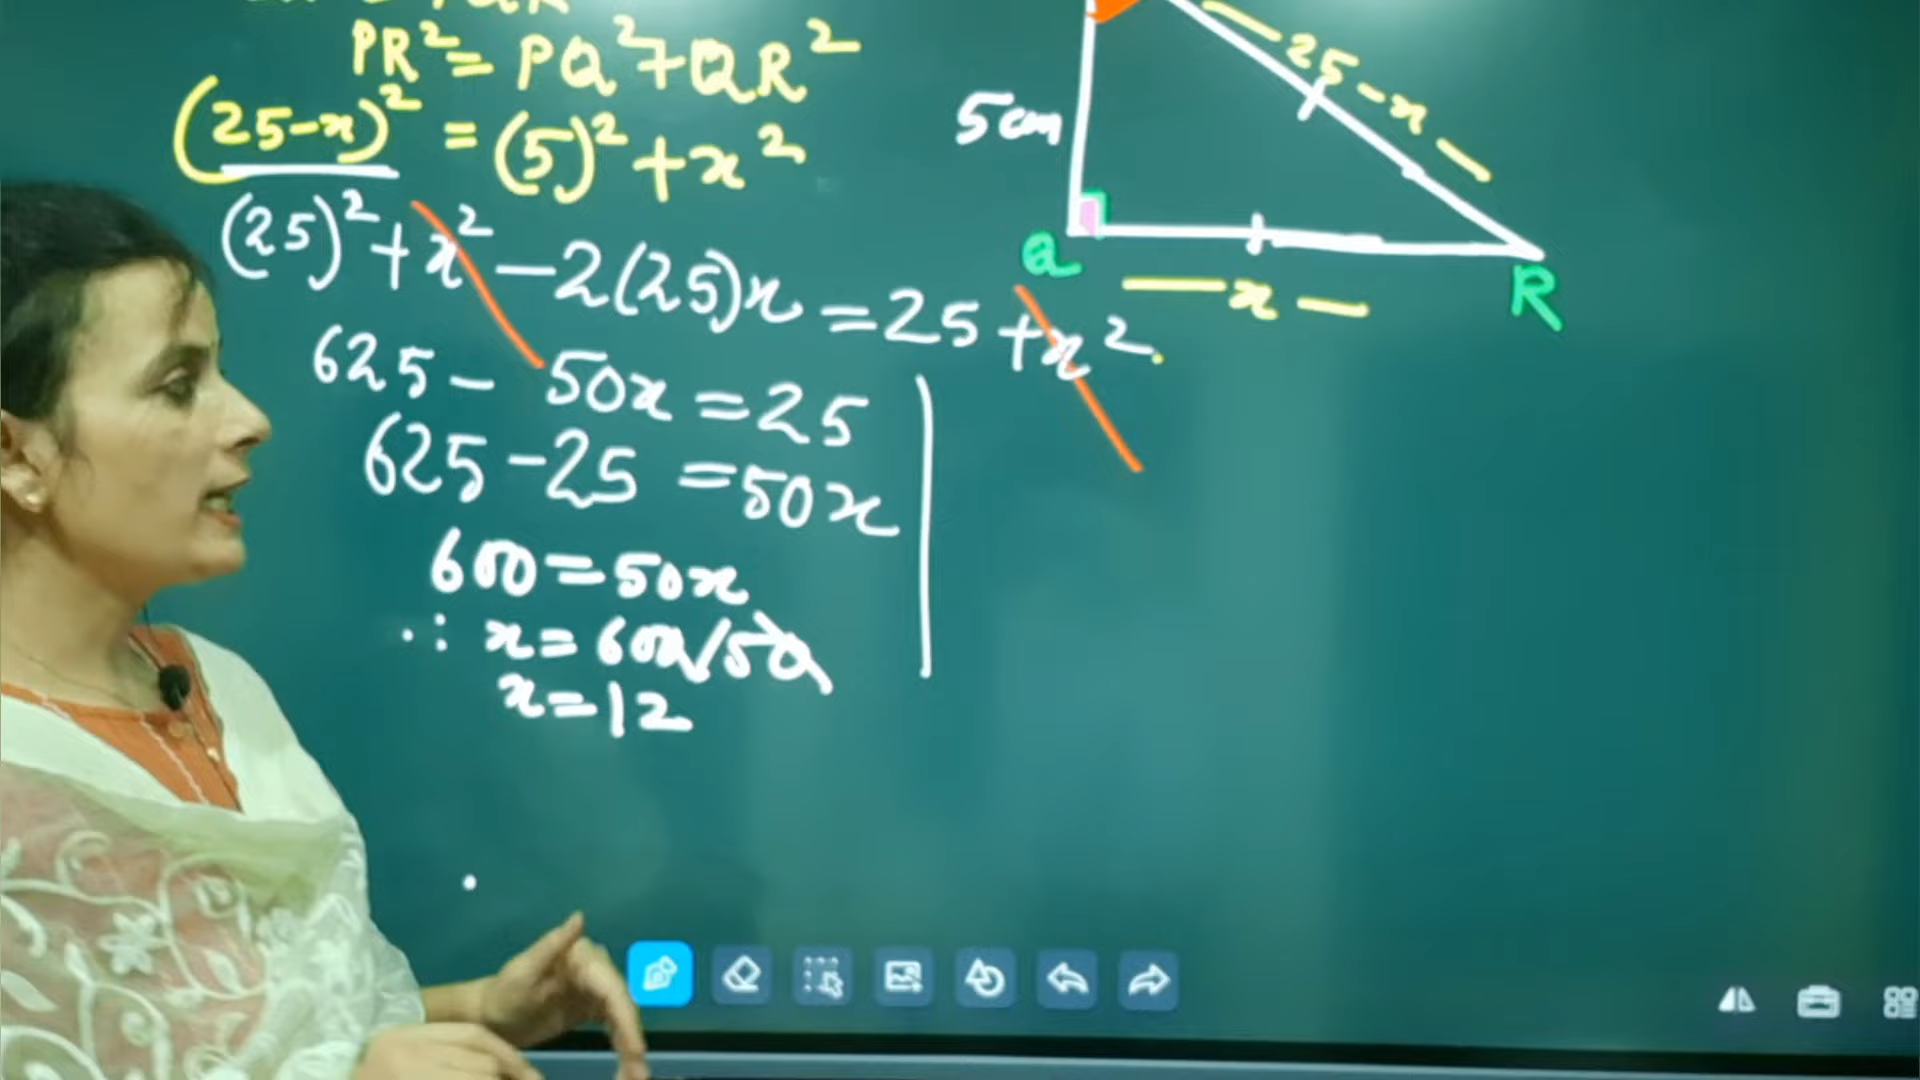 PR²= PQ²+QR²
(25-x)² = (5)²+x²
(25)²+x²-2(25)x=25+x²
625- 50x=25
625-25 =50x
600=50x
∴ x=600/50
x=12
25-x
5cm
Q
x
R